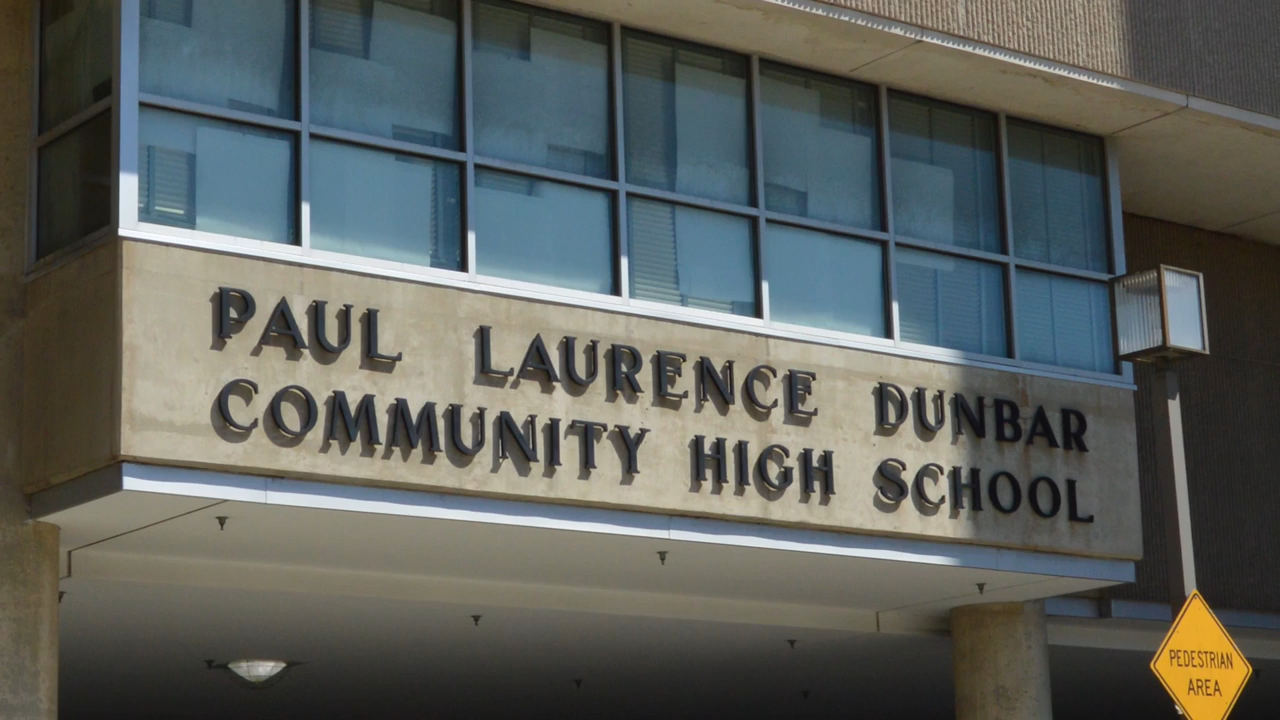 PAUL LAURENCE DUNBAR
COMMUNITY HIGH SCHOOL
PEDESTRIAN
AREA